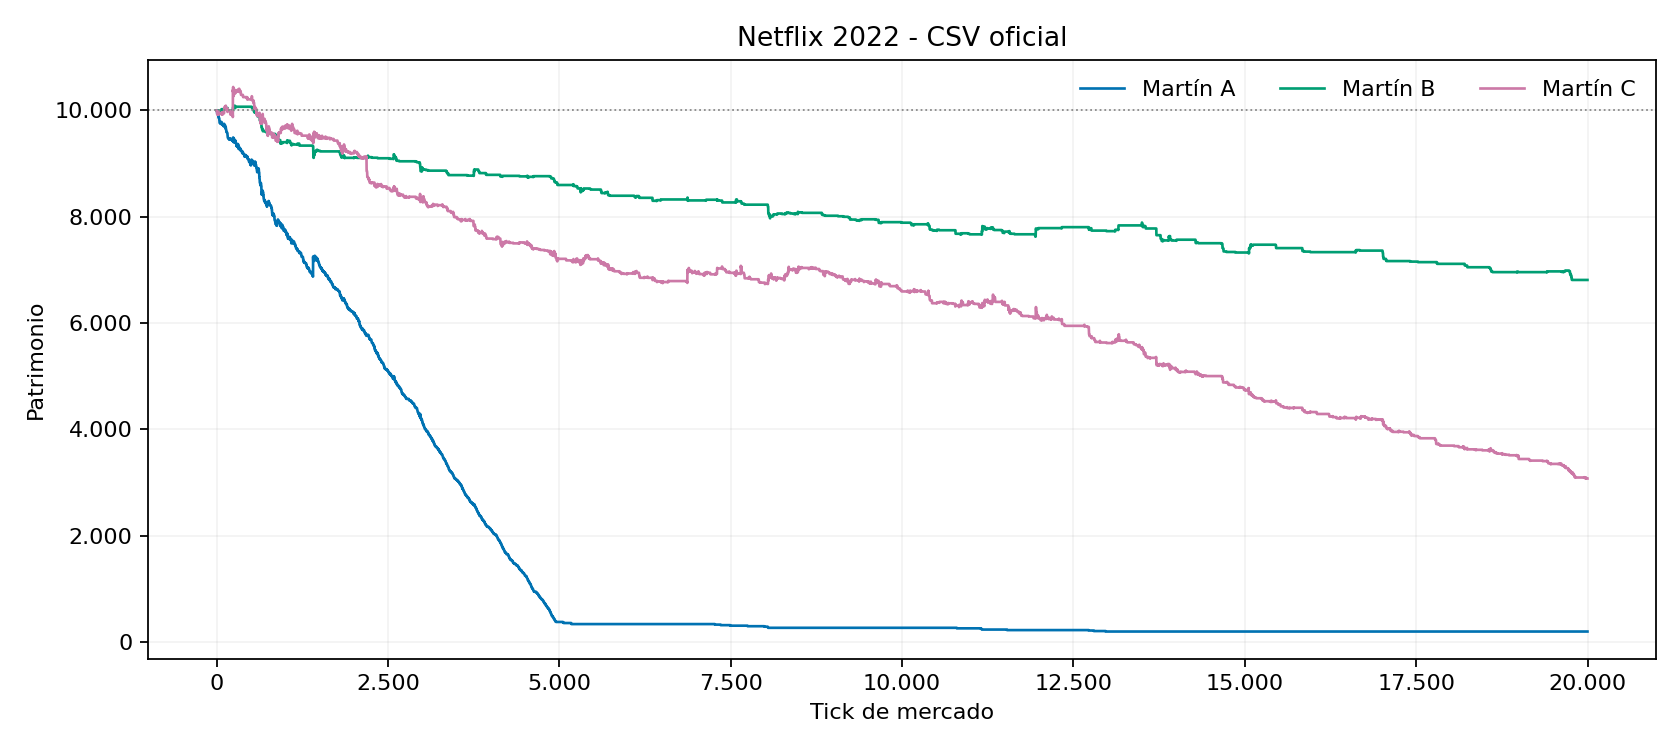 Netflix 2022 - CSV oficial
Martín A Martín B Martín C
Patrimonio
10.000
8.000
6.000
4.000
2.000
0
0 2.500 5.000 7.500 10.000 12.500 15.000 17.500 20.000
Tick de mercado